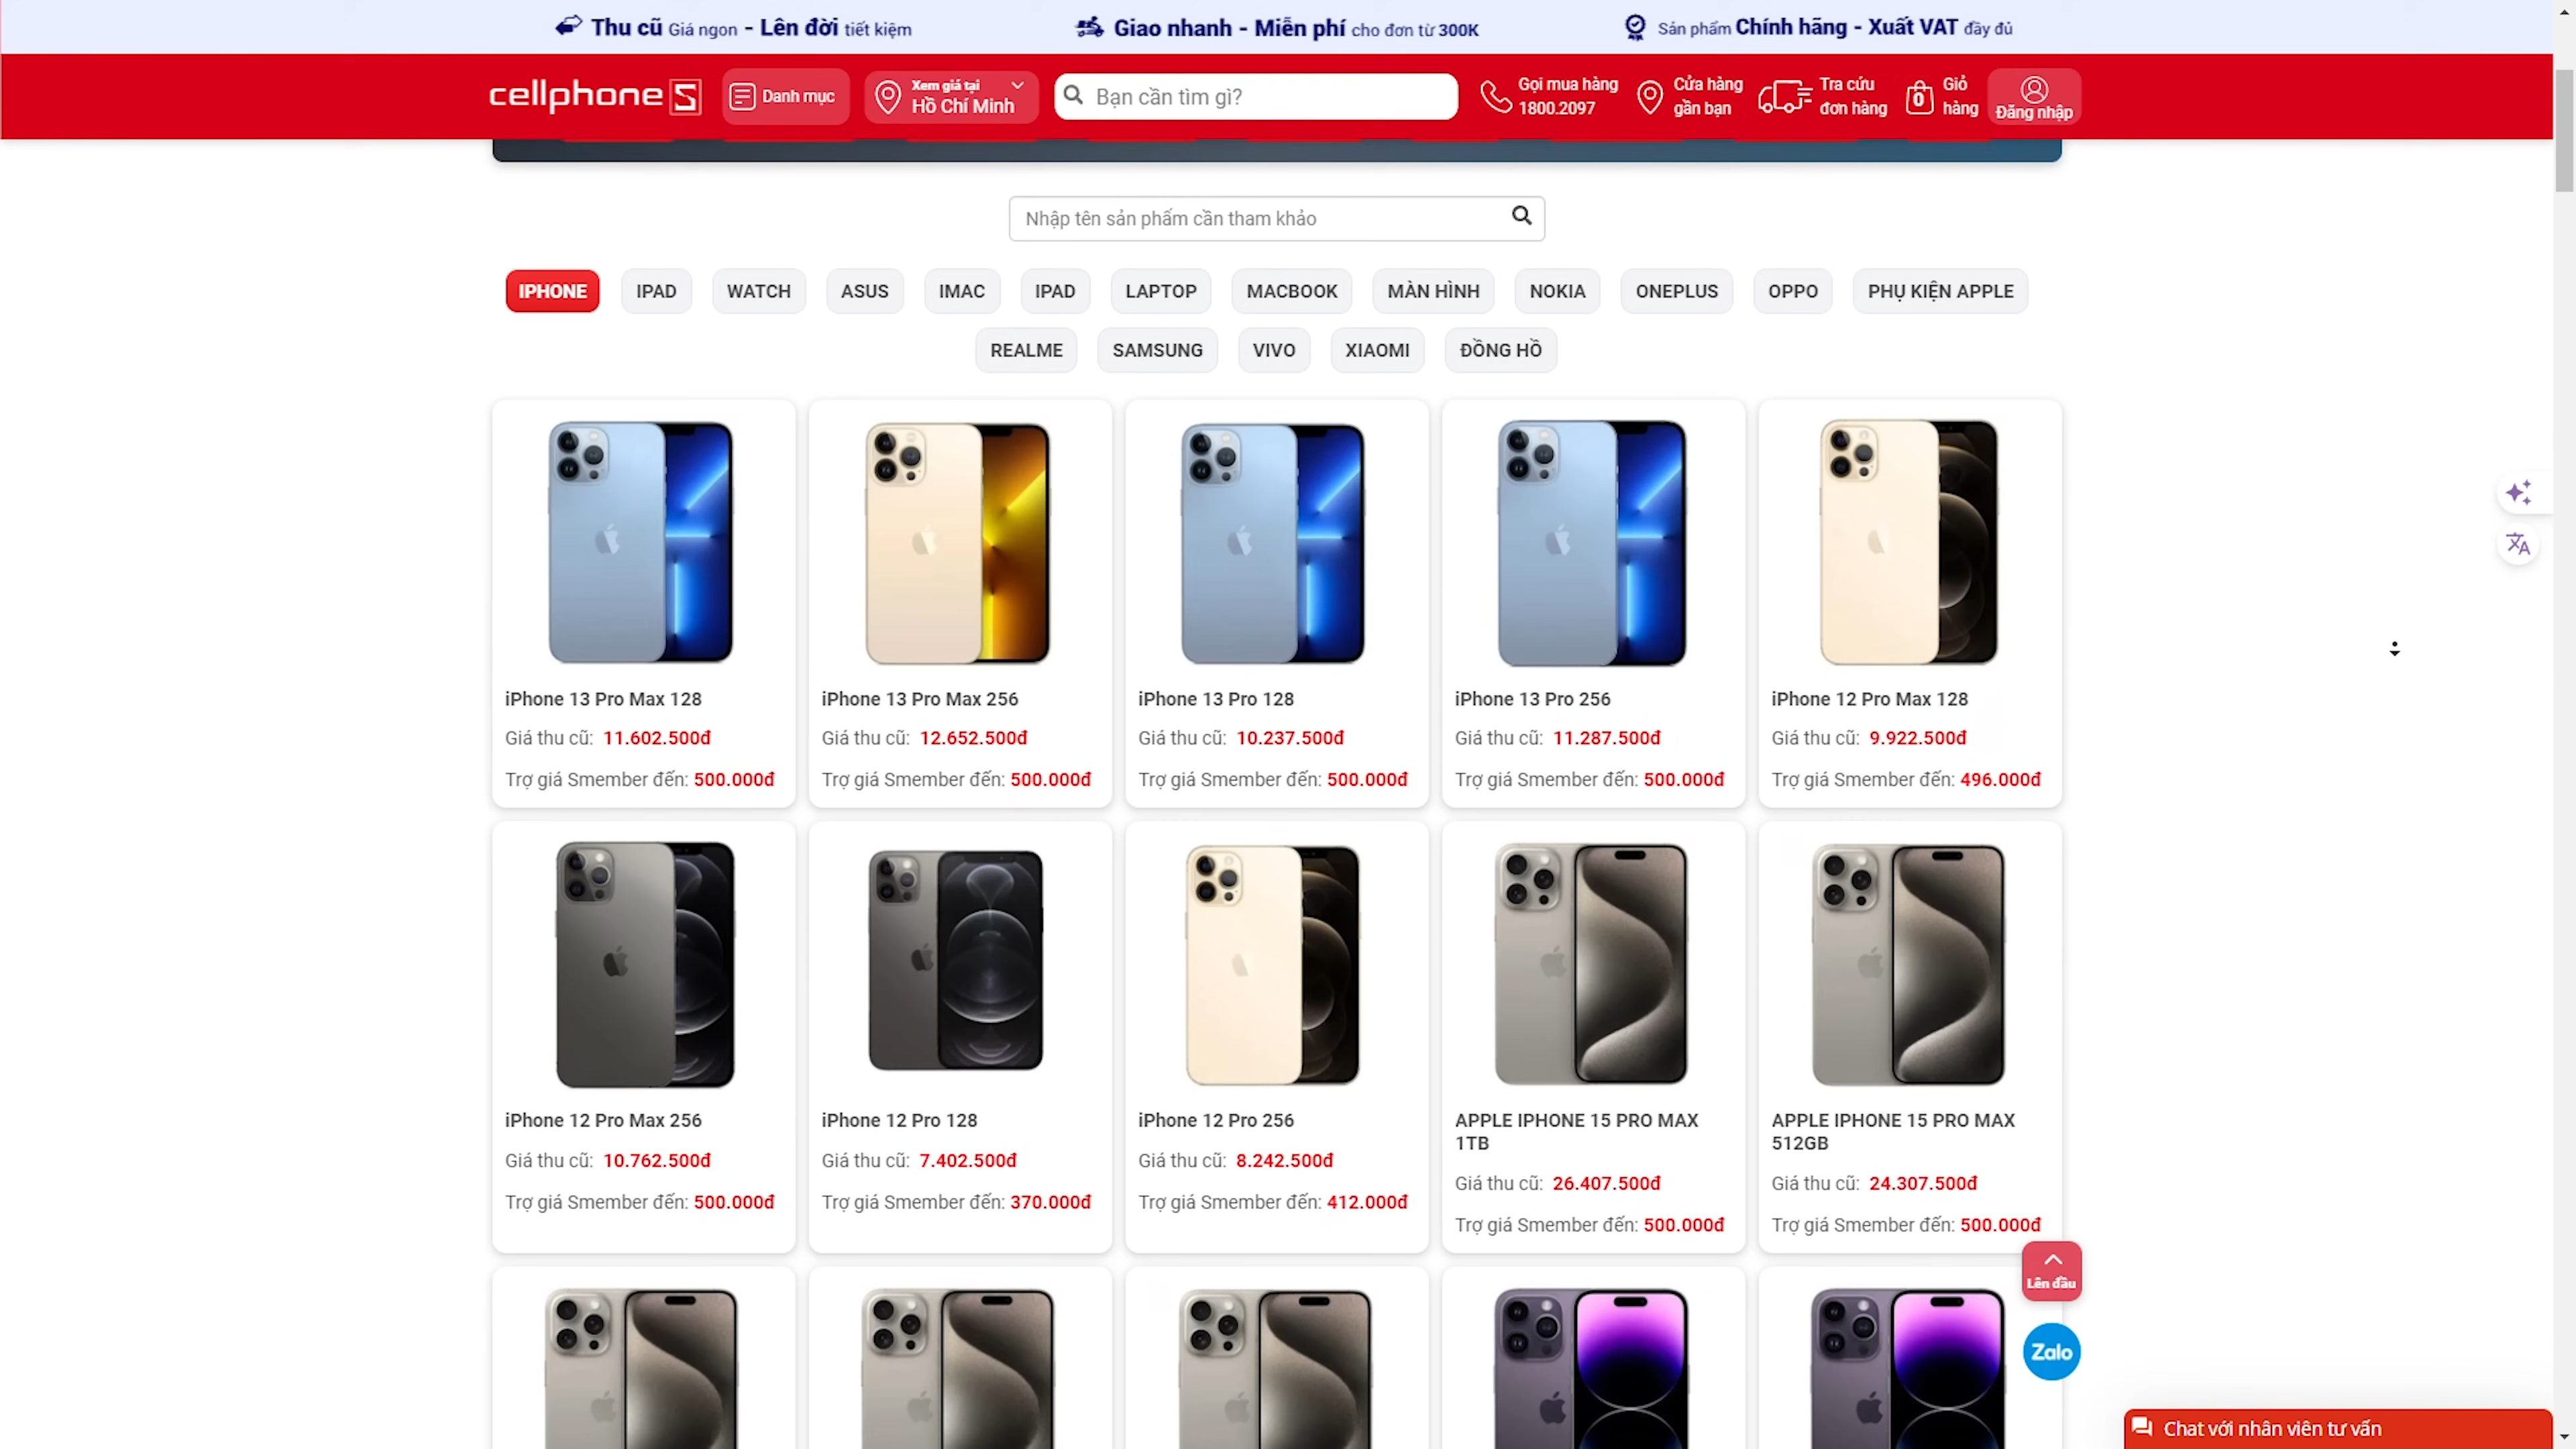 Thu cũ Giá ngon - Lên đời tiết kiệm
Giao nhanh - Miễn phí cho đơn từ 300K
Sản phẩm Chính hãng - Xuất VAT đầy đủ
cellphoneS
Danh mục
Xem giá tại
Hồ Chí Minh
Bạn cần tìm gì?
Gọi mua hàng
1800.2097
Cửa hàng
gần bạn
Tra cứu
đơn hàng
0
Giỏ
hàng
Đăng nhập
Nhập tên sản phẩm cần tham khảo
IPHONE
IPAD
WATCH
ASUS
IMAC
IPAD
LAPTOP
MACBOOK
MÀN HÌNH
NOKIA
ONEPLUS
OPPO
PHỤ KIỆN APPLE
REALME
SAMSUNG
VIVO
XIAOMI
ĐỒNG HỒ
iPhone 13 Pro Max 128
Giá thu cũ: 11.602.500đ
Trợ giá Smember đến: 500.000đ
iPhone 13 Pro Max 256
Giá thu cũ: 12.652.500đ
Trợ giá Smember đến: 500.000đ
iPhone 13 Pro 128
Giá thu cũ: 10.237.500đ
Trợ giá Smember đến: 500.000đ
iPhone 13 Pro 256
Giá thu cũ: 11.287.500đ
Trợ giá Smember đến: 500.000đ
iPhone 12 Pro Max 128
Giá thu cũ: 9.922.500đ
Trợ giá Smember đến: 496.000đ
iPhone 12 Pro Max 256
Giá thu cũ: 10.762.500đ
Trợ giá Smember đến: 500.000đ
iPhone 12 Pro 128
Giá thu cũ: 7.402.500đ
Trợ giá Smember đến: 370.000đ
iPhone 12 Pro 256
Giá thu cũ: 8.242.500đ
Trợ giá Smember đến: 412.000đ
APPLE IPHONE 15 PRO MAX
1TB
Giá thu cũ: 26.407.500đ
Trợ giá Smember đến: 500.000đ
APPLE IPHONE 15 PRO MAX
512GB
Giá thu cũ: 24.307.500đ
Trợ giá Smember đến: 500.000đ
Lên đầu
Zalo
Chat với nhân viên tư vấn